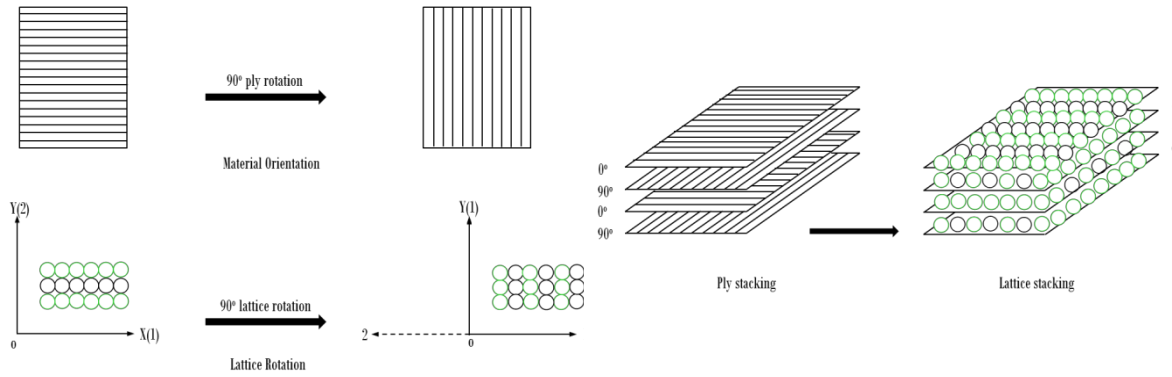 90° ply rotation
Material Orientation
Y(2)
X(1)
0
90° lattice rotation
Lattice Rotation
Y(1)
2
0
0°
90°
0°
90°
Ply stacking
Lattice stacking